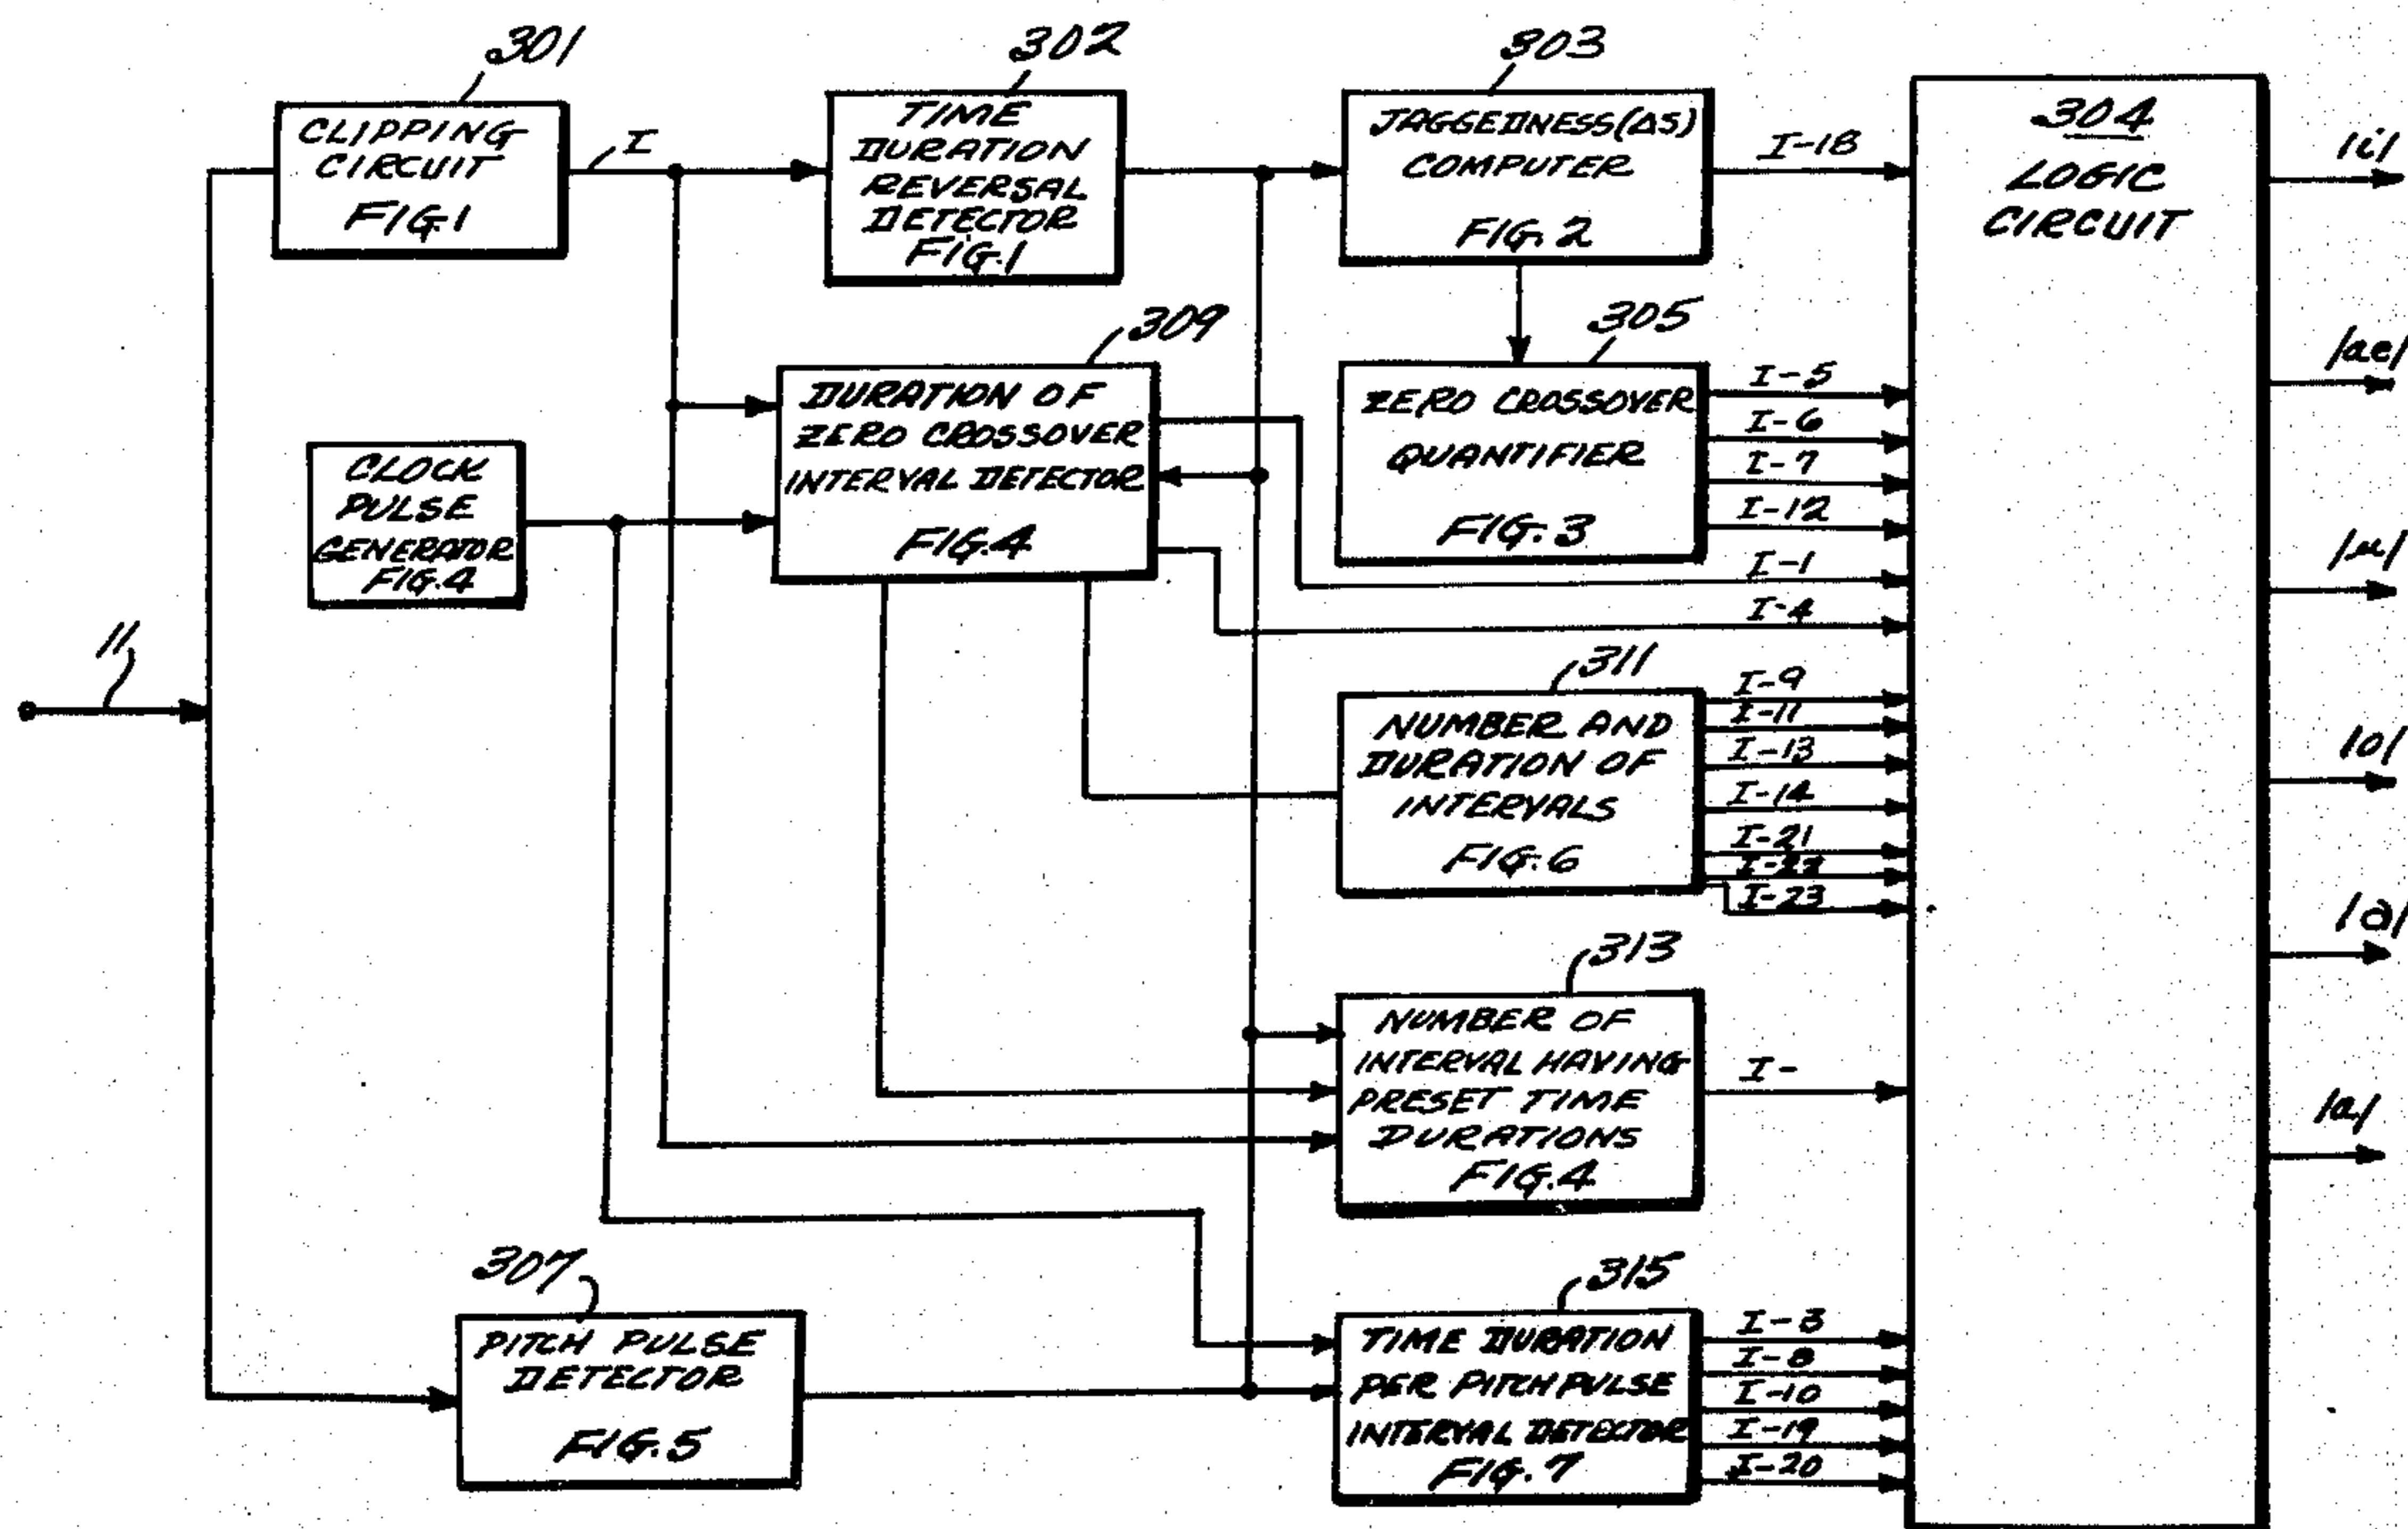 301
CLIPPING
CIRCUIT
FIG.1
I
302
TIME
DURATION
REVERSAL
DETECTOR
FIG.1
303
JAGGEDNESS(ΔS)
COMPUTER
FIG. 2
I-18
304
LOGIC
CIRCUIT
/i/
/ae/
/u/
/o/
/a/
309
DURATION OF
ZERO CROSSOVER
INTERVAL DETECTOR
FIG.4
305
ZERO CROSSOVER
QUANTIFIER
FIG. 3
I-5
I-6
I-7
I-12
I-1
I-4
CLOCK
PULSE
GENERATOR
FIG.4
11
311
NUMBER AND
DURATION OF
INTERVALS
FIG.6
I-9
I-11
I-13
I-14
I-21
I-22
I-23
313
NUMBER OF
INTERVAL HAVING
PRESET TIME
DURATIONS
FIG.4
I-
307
PITCH PULSE
DETECTOR
FIG.5
315
TIME DURATION
PER PITCH PULSE
INTERVAL DETECTOR
FIG.7
I-3
I-8
I-10
I-19
I-20